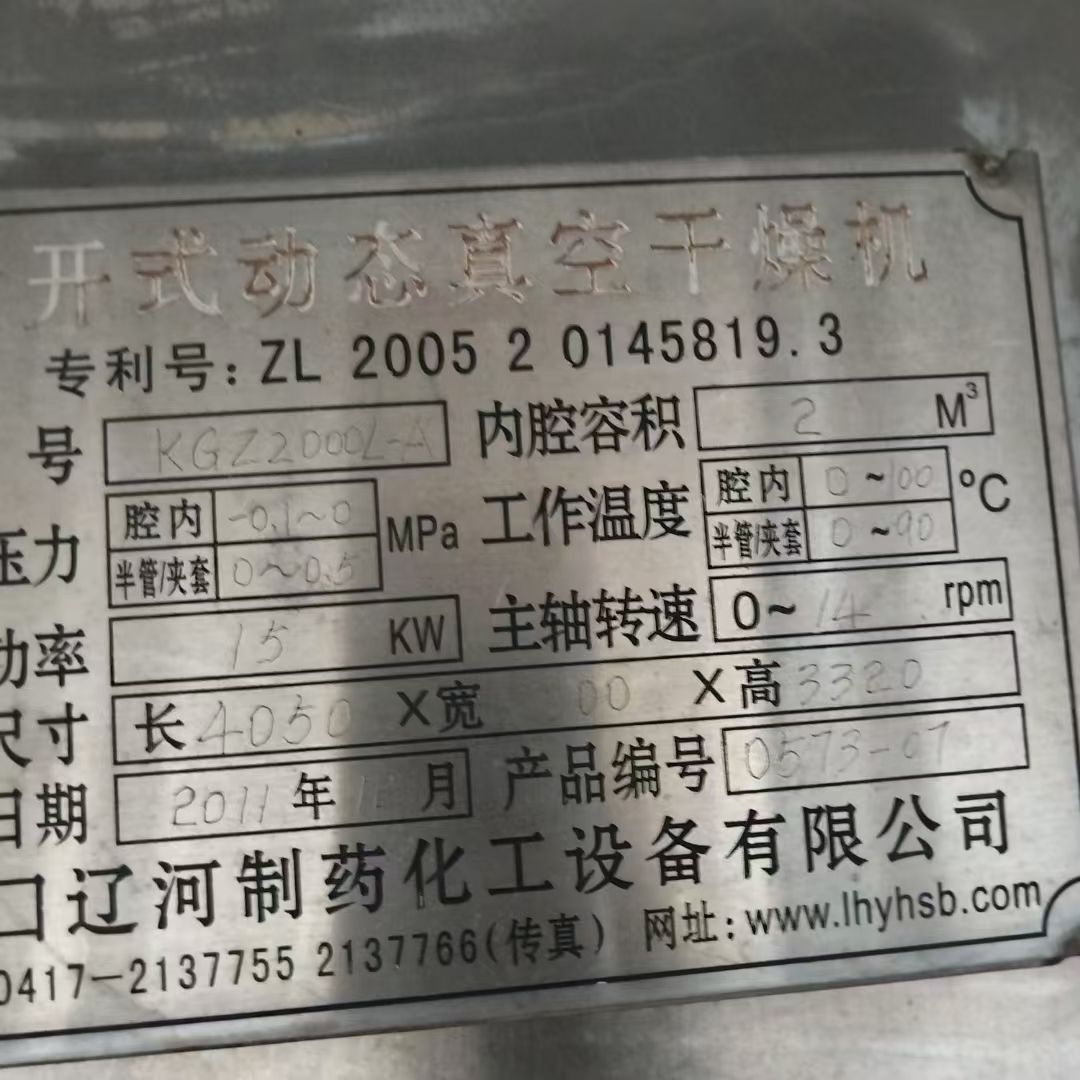 开式动态真空干燥机
专利号：ZL 2005 2 0145819.3
号 KGZ2000L-A 内腔容积 2 M³
压力 腔内 -0.1~0 MPa 工作温度 腔内 0~100 ℃
半管/夹套 0~0.5 半管/夹套 0~90
功率 15 KW 主轴转速 0~14 rpm
尺寸 长4050 X宽 00 X高3320
日期 2011年 月 产品编号 0573-07
口辽河制药化工设备有限公司
0417-2137755 2137766(传真) 网址：www.lhyhsb.com